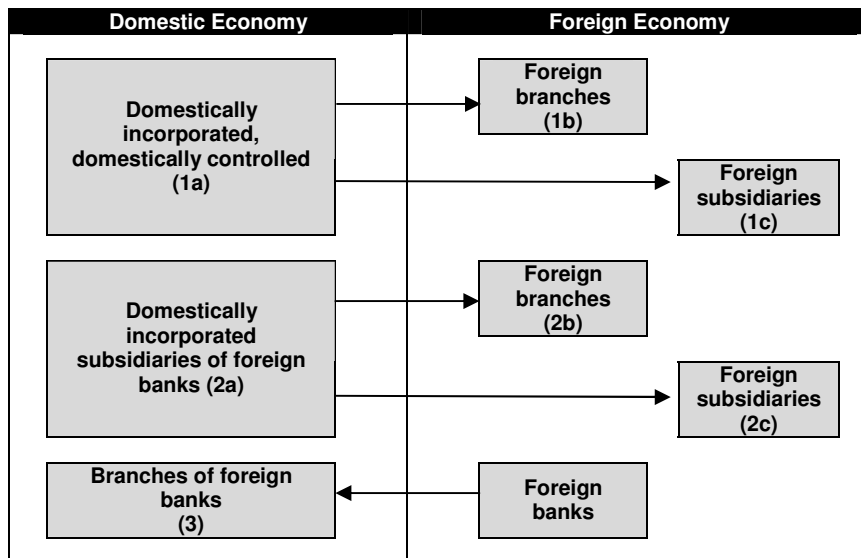 Domestic Economy
Foreign Economy
Domestically
incorporated,
domestically controlled
(1a)
Foreign
branches
(1b)
Foreign
subsidiaries
(1c)
Domestically
incorporated
subsidiaries of foreign
banks (2a)
Foreign
branches
(2b)
Foreign
subsidiaries
(2c)
Branches of foreign
banks
(3)
Foreign
banks